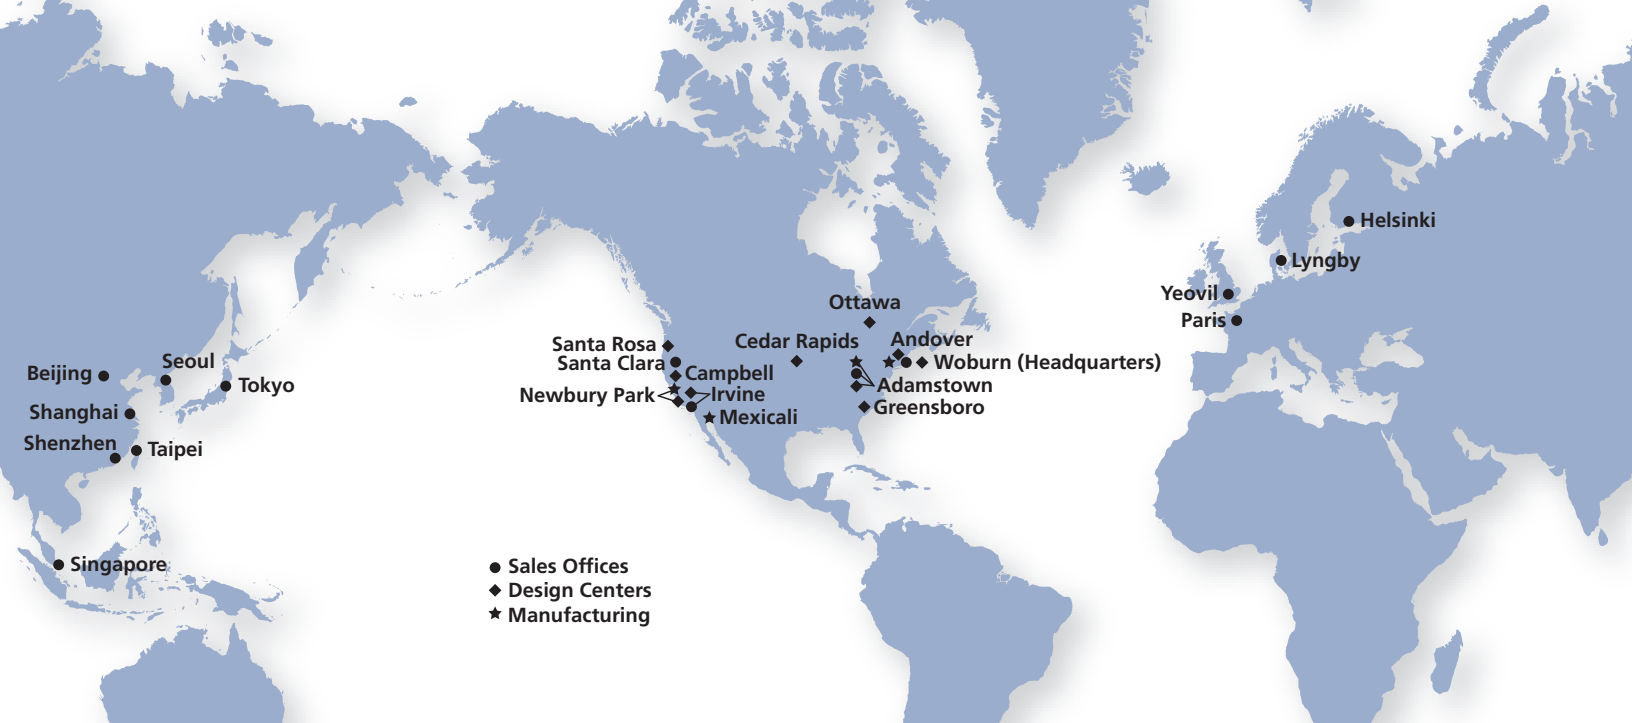 Helsinki
Lyngby
Yeovil
Paris
Ottawa
Andover
Cedar Rapids
Woburn (Headquarters)
Santa Rosa
Santa Clara
Campbell
Adamstown
Newbury Park
Irvine
Greensboro
Mexicali
Seoul
Beijing
Tokyo
Shanghai
Shenzhen
Taipei
Singapore
Sales Offices
Design Centers
Manufacturing